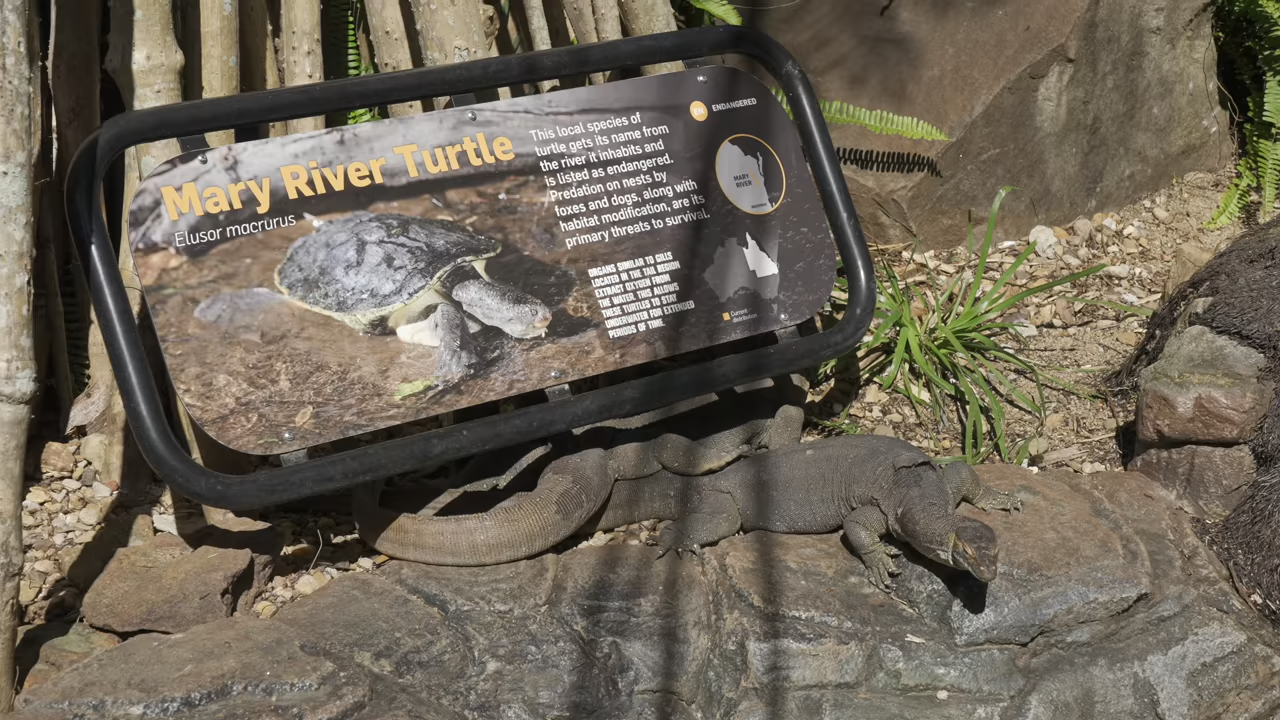 Mary River Turtle
Elusor macrurus
This local species of
turtle gets its name from
the river it inhabits and
is listed as endangered.
Predation on nests by
foxes and dogs, along with
habitat modification, are its
primary threats to survival.
ORGANS SIMILAR TO GILLS
LOCATED IN THE TAIL REGION
EXTRACT OXYGEN FROM
THE WATER. THIS ALLOWS
THESE TURTLES TO STAY
UNDERWATER FOR EXTENDED
PERIODS OF TIME.
EN ENDANGERED
MARY
RIVER
Current
distribution